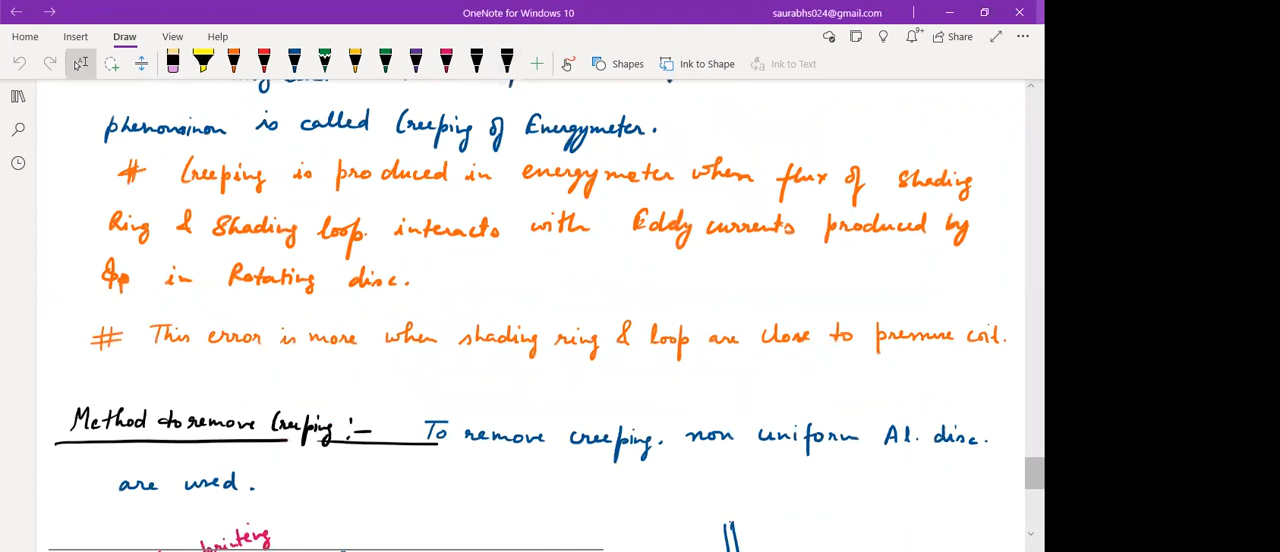 OneNote for Windows 10
saurabhs024@gmail.com
Home Insert Draw View Help
Share
Shapes Ink to Shape Ink to Text
phenonsinon is called Creeping of Energymeter.
# Creeping is produced in energymeter when flux of shading
Ring & Shading loop interacts with Eddy currents produced by
ϕp in Rotating disc.
# This error is more when shading ring & loop are close to pressure coil.
Method to remove Creeping :- To remove creeping. non uniform Al. disc.
are used.